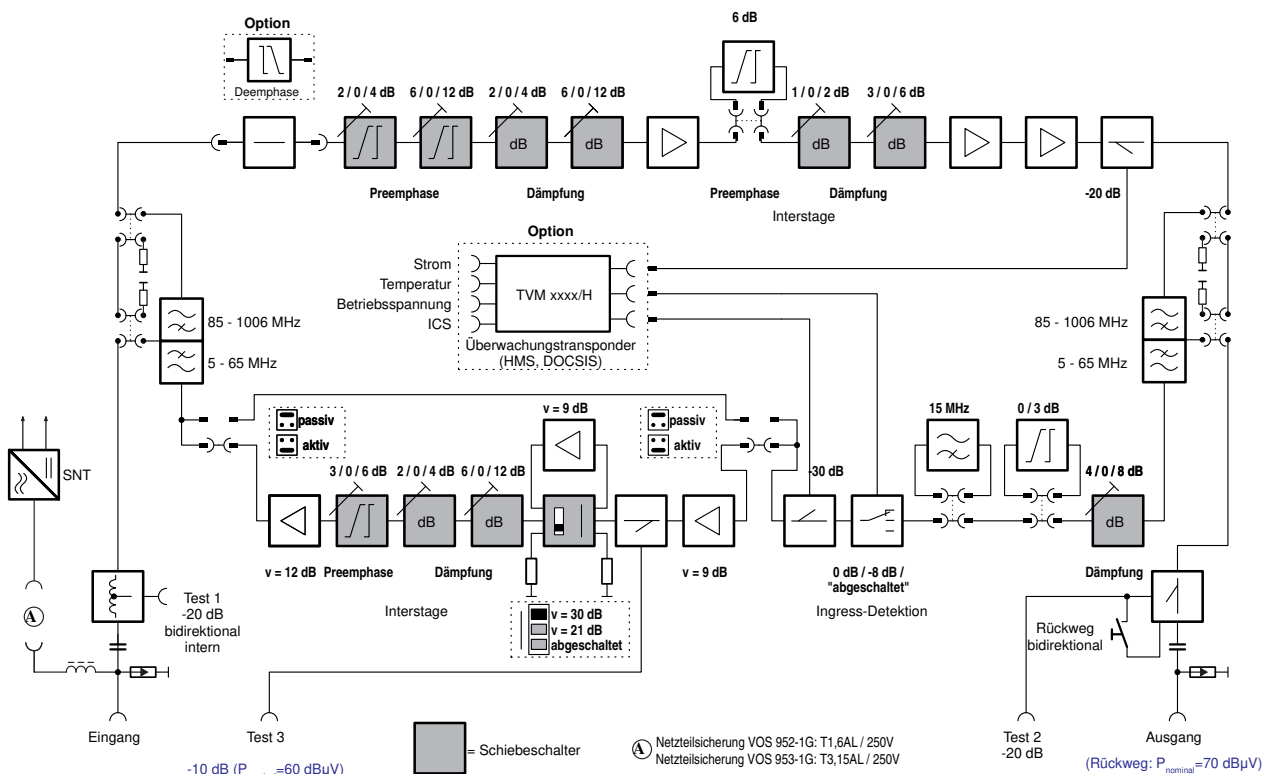 Option
Deemphase
6 dB
2 / 0 / 4 dB
6 / 0 / 12 dB
2 / 0 / 4 dB
6 / 0 / 12 dB
1 / 0 / 2 dB
3 / 0 / 6 dB
dB
dB
dB
dB
Preemphase
Dämpfung
Preemphase
Dämpfung
-20 dB
Interstage
Option
Strom
Temperatur
Betriebsspannung
ICS
TVM xxxx/H
Überwachungstransponder
(HMS, DOCSIS)
85 - 1006 MHz
5 - 65 MHz
85 - 1006 MHz
5 - 65 MHz
passiv
aktiv
v = 9 dB
passiv
aktiv
15 MHz
0 / 3 dB
SNT
3 / 0 / 6 dB
2 / 0 / 4 dB
6 / 0 / 12 dB
-30 dB
4 / 0 / 8 dB
dB
dB
dB
v = 12 dB
Preemphase
Dämpfung
v = 9 dB
0 dB / -8 dB /
"abgeschaltet"
Dämpfung
Interstage
Ingress-Detektion
v = 30 dB
v = 21 dB
abgeschaltet
Test 1
-20 dB
bidirektional
intern
A
Rückweg
bidirektional
Eingang
Test 3
= Schiebeschalter
A
Netzteilsicherung VOS 952-1G: T1,6AL / 250V
Netzteilsicherung VOS 953-1G: T3,15AL / 250V
Test 2
-20 dB
Ausgang
-10 dB (P =60 dBµV)
(Rückweg: Pnominal=70 dBµV)